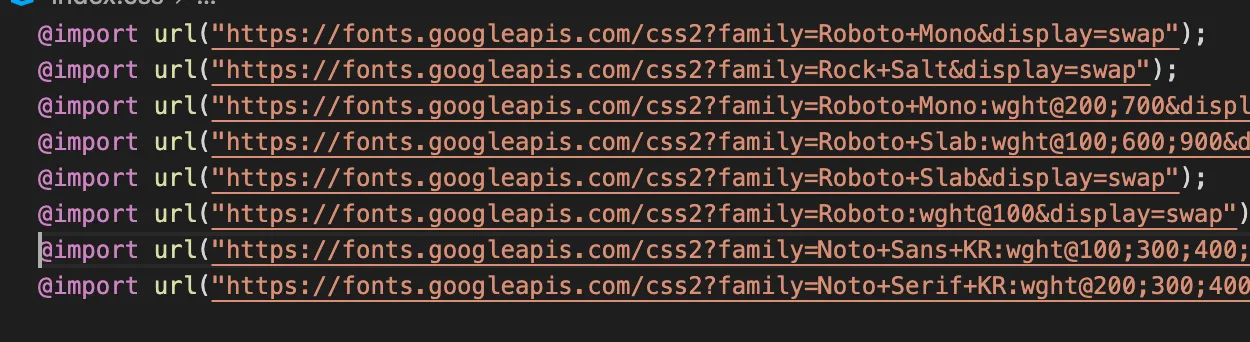 index.css > ...
@import url("https://fonts.googleapis.com/css2?family=Roboto+Mono&display=swap");
@import url("https://fonts.googleapis.com/css2?family=Rock+Salt&display=swap");
@import url("https://fonts.googleapis.com/css2?family=Roboto+Mono:wght@200;700&displ
@import url("https://fonts.googleapis.com/css2?family=Roboto+Slab:wght@100;600;900&d
@import url("https://fonts.googleapis.com/css2?family=Roboto+Slab&display=swap");
@import url("https://fonts.googleapis.com/css2?family=Roboto:wght@100&display=swap")
@import url("https://fonts.googleapis.com/css2?family=Noto+Sans+KR:wght@100;300;400;
@import url("https://fonts.googleapis.com/css2?family=Noto+Serif+KR:wght@200;300;400